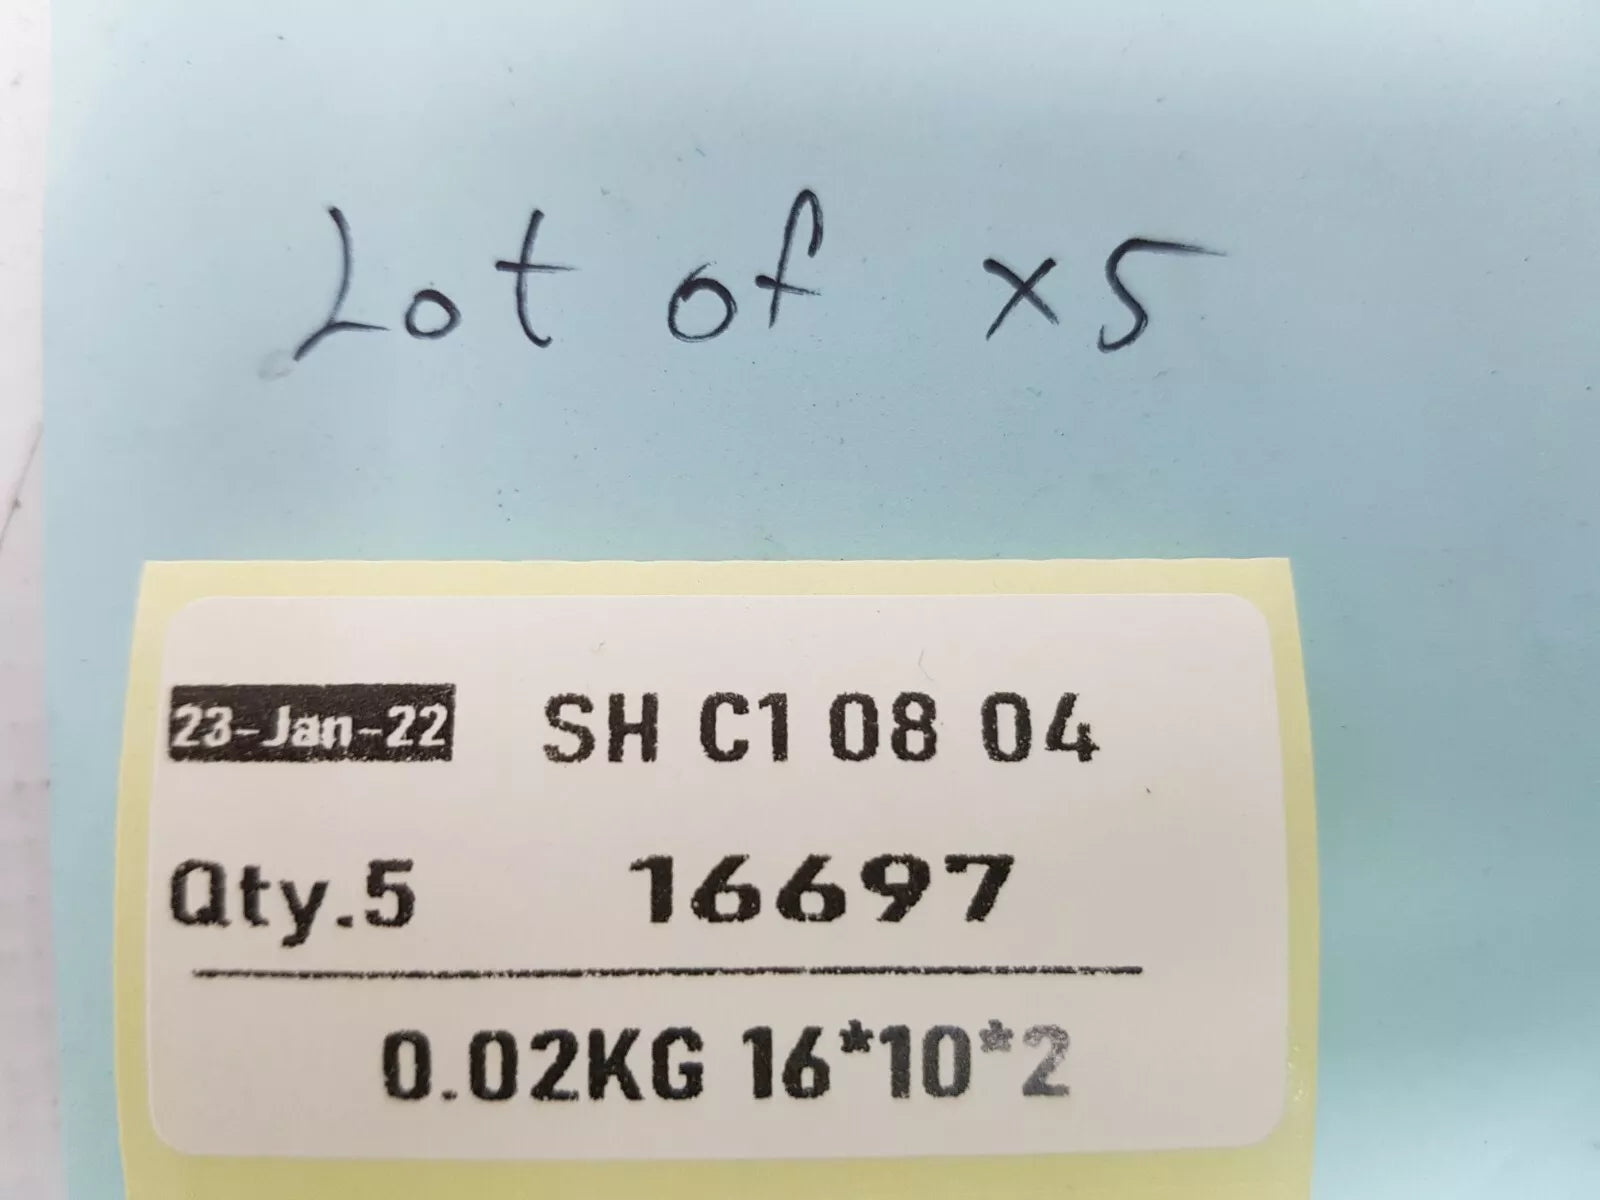 Lot of x5
23-Jan-22 SH C1 08 04
Qty.5 16697
0.02KG 16*10*2